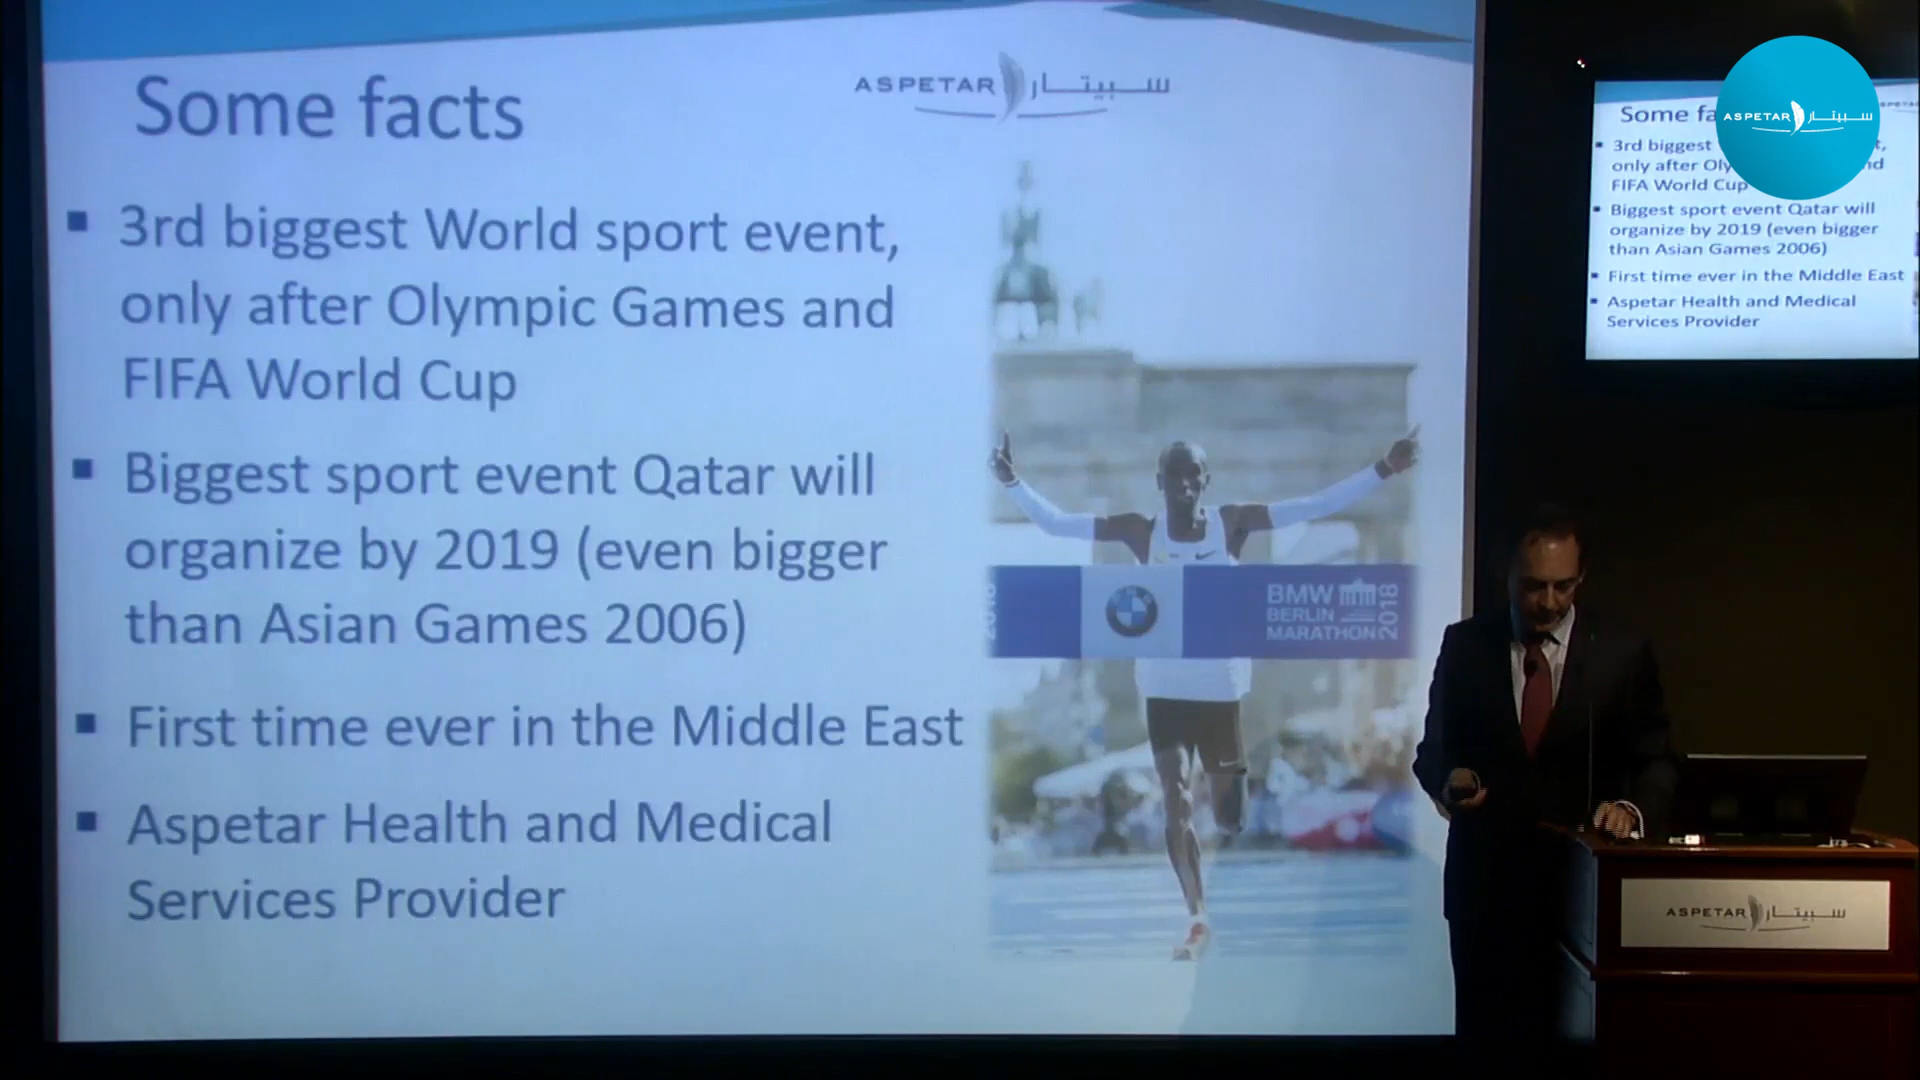 Some facts
ASPETAR سبيتار
3rd biggest World sport event,
only after Olympic Games and
FIFA World Cup
Biggest sport event Qatar will
organize by 2019 (even bigger
than Asian Games 2006)
First time ever in the Middle East
Aspetar Health and Medical
Services Provider
2018
BMW
BERLIN
MARATHON
2018
Some fa
3rd biggest
only after Oly
FIFA World Cup
ASPETAR سبيتار
Biggest sport event Qatar will
organize by 2019 (even bigger
than Asian Games 2006)
First time ever in the Middle East
Aspetar Health and Medical
Services Provider
ASPETAR سبيتار